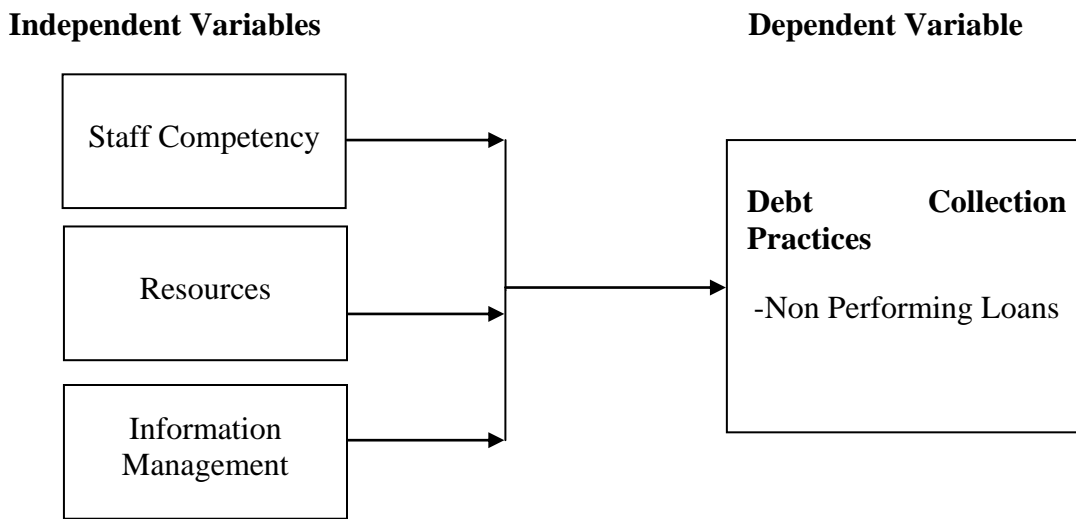 Independent Variables
Dependent Variable
Staff Competency
Resources
Information
Management
Debt Collection
Practices
-Non Performing Loans